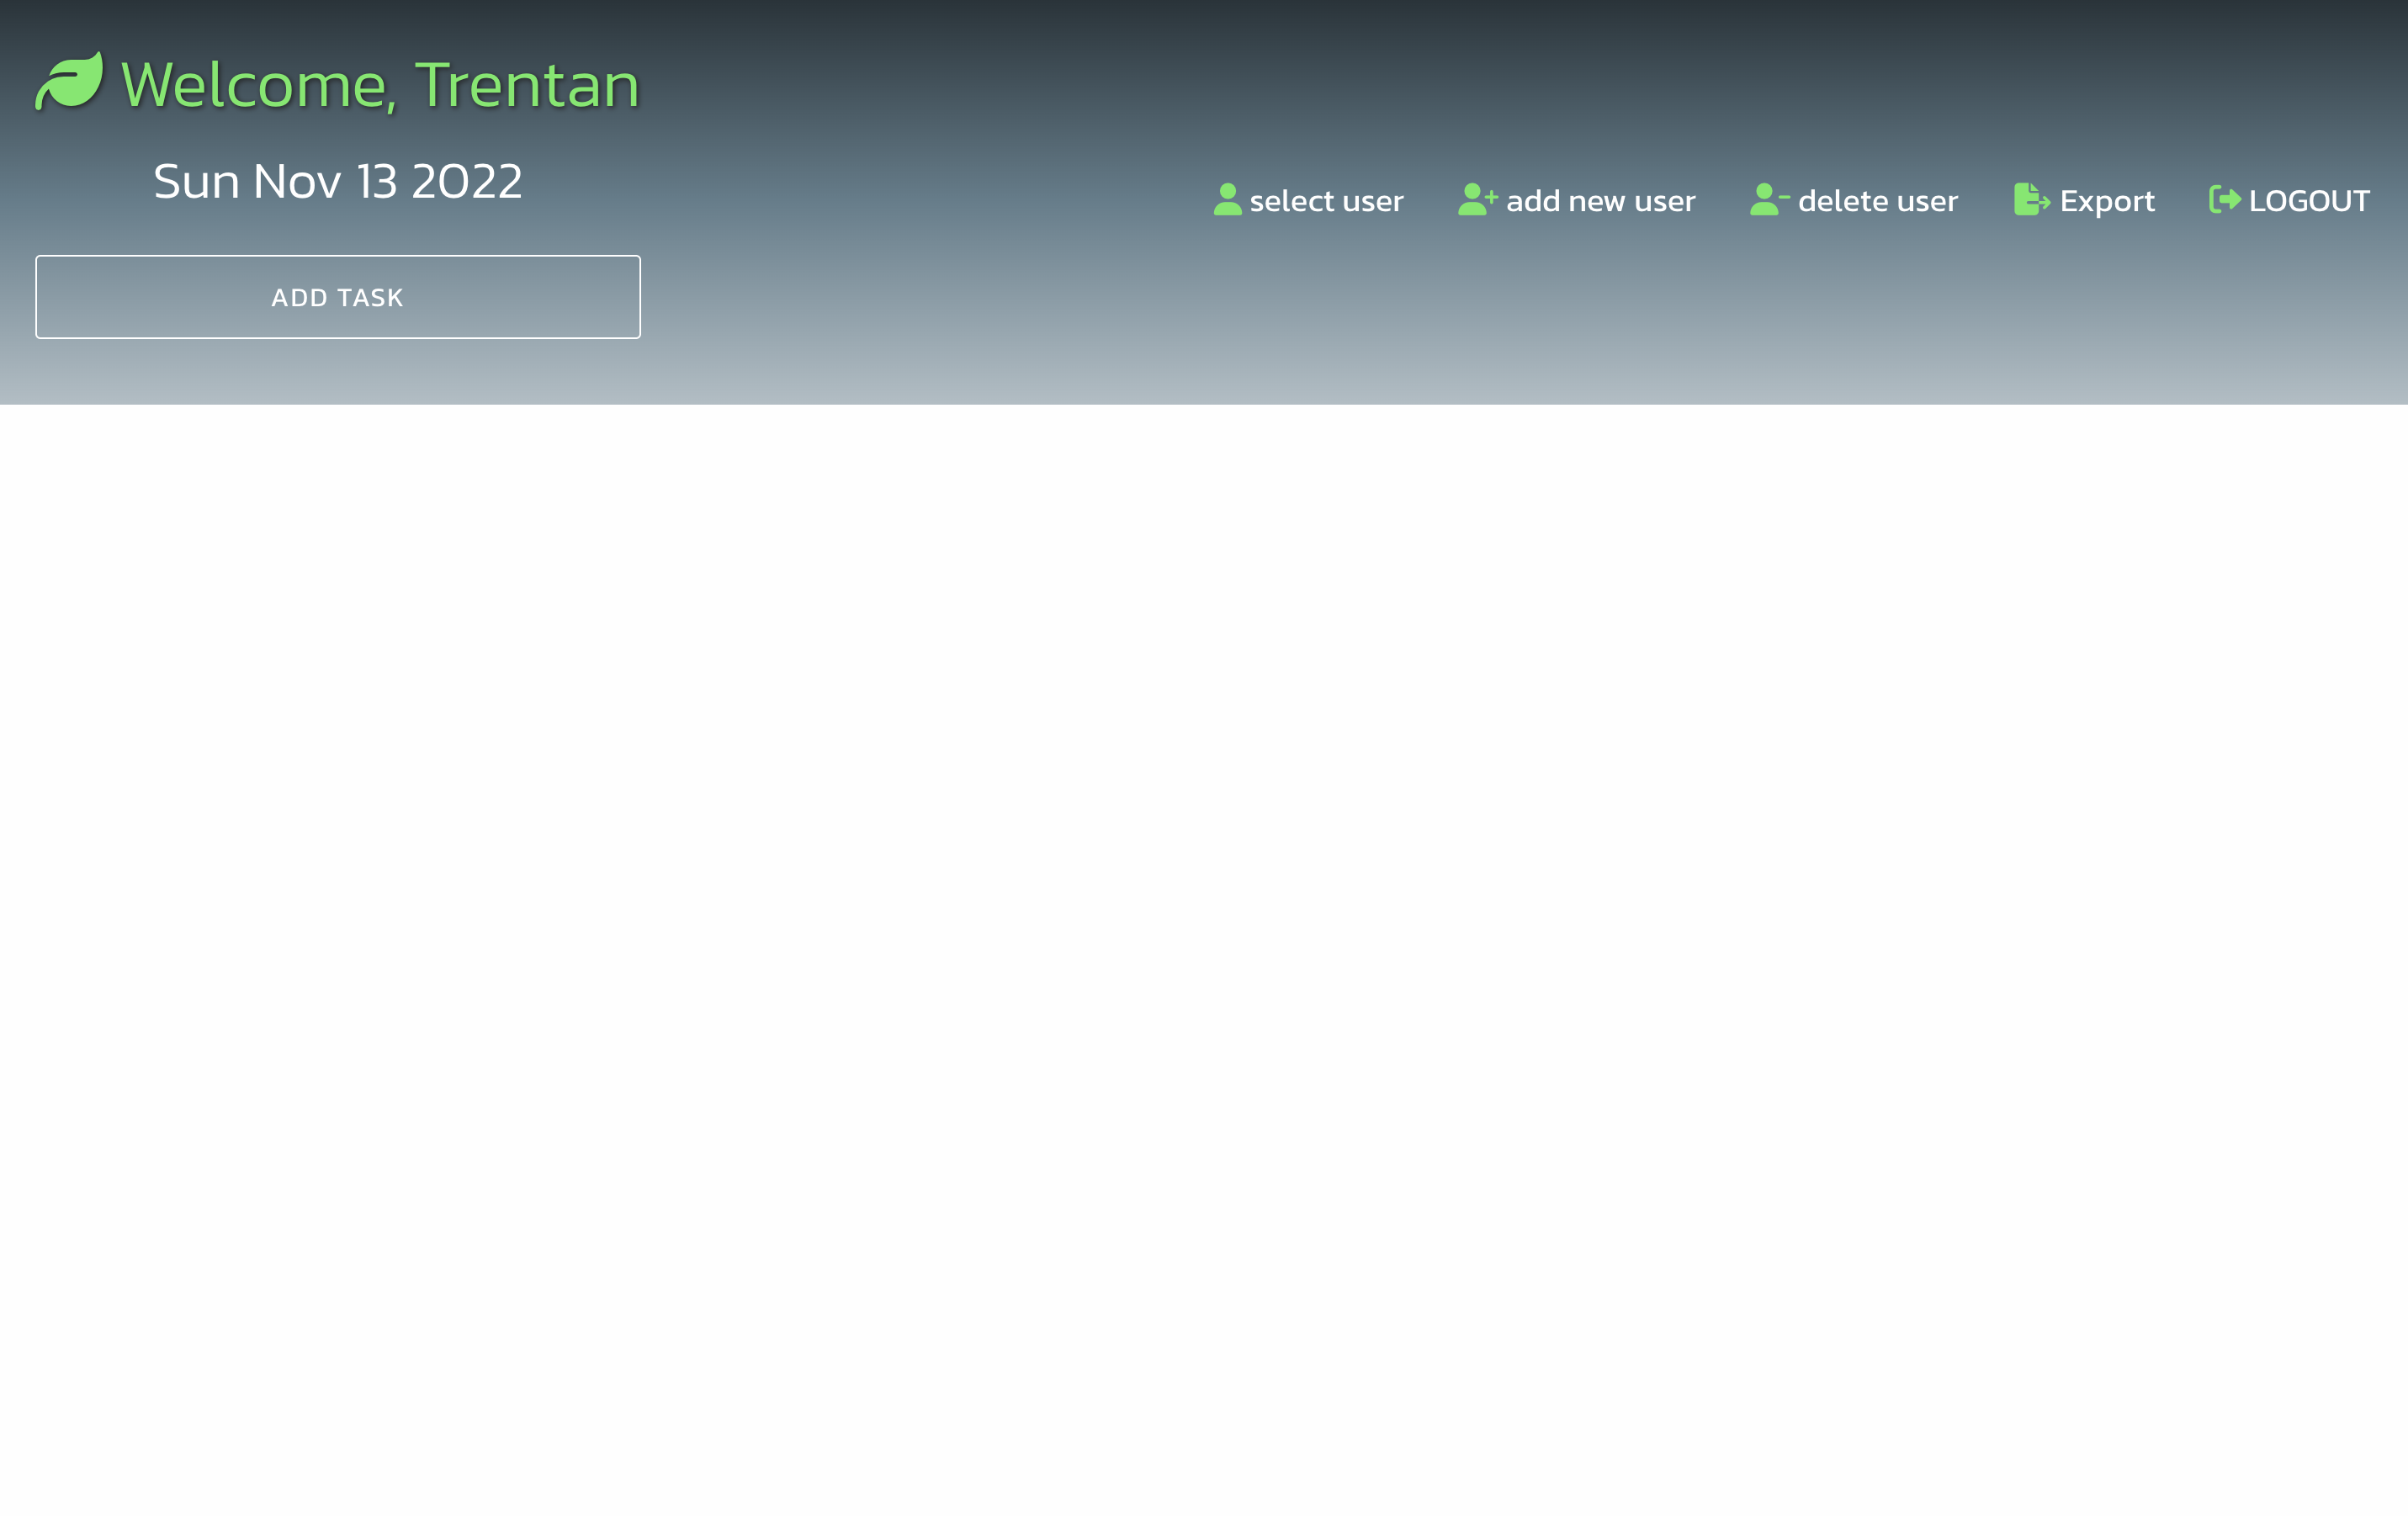 Welcome, Trentan
Sun Nov 13 2022
select user
add new user
delete user
Export
LOGOUT
ADD TASK